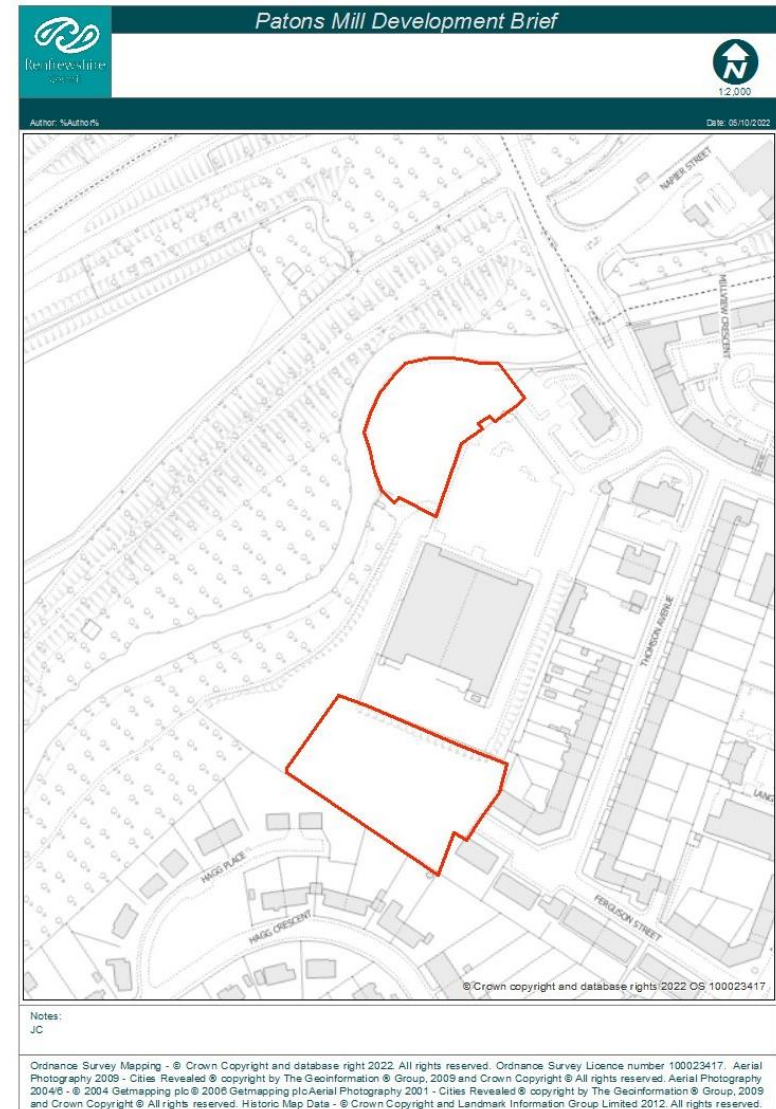 Patons Mill Development Brief
Renfrewshire
Council
N
1:2,000
Author: %Author%
Date: 05/10/2022
NAPIER STREET
MILLVIEW CRESCENT
THOMSON AVENUE
LANG
HAGG PLACE
HAGG CRESCENT
FERGUSON STREET
© Crown copyright and database rights 2022 OS 100023417
Notes:
JC
Ordnance Survey Mapping - © Crown Copyright and database right 2022. All rights reserved. Ordnance Survey Licence number 100023417. Aerial
Photography 2009 - Cities Revealed ® copyright by The Geoinformation ® Group, 2009 and Crown Copyright © All rights reserved. Aerial Photography
2004/6 - © 2004 Getmapping plc © 2006 Getmapping plcAerial Photography 2001 - Cities Revealed ® copyright by The Geoinformation ® Group, 2009
and Crown Copyright © All rights reserved. Historic Map Data - © Crown Copyright and Landmark Information Group Limited 2012. All rights reserved.